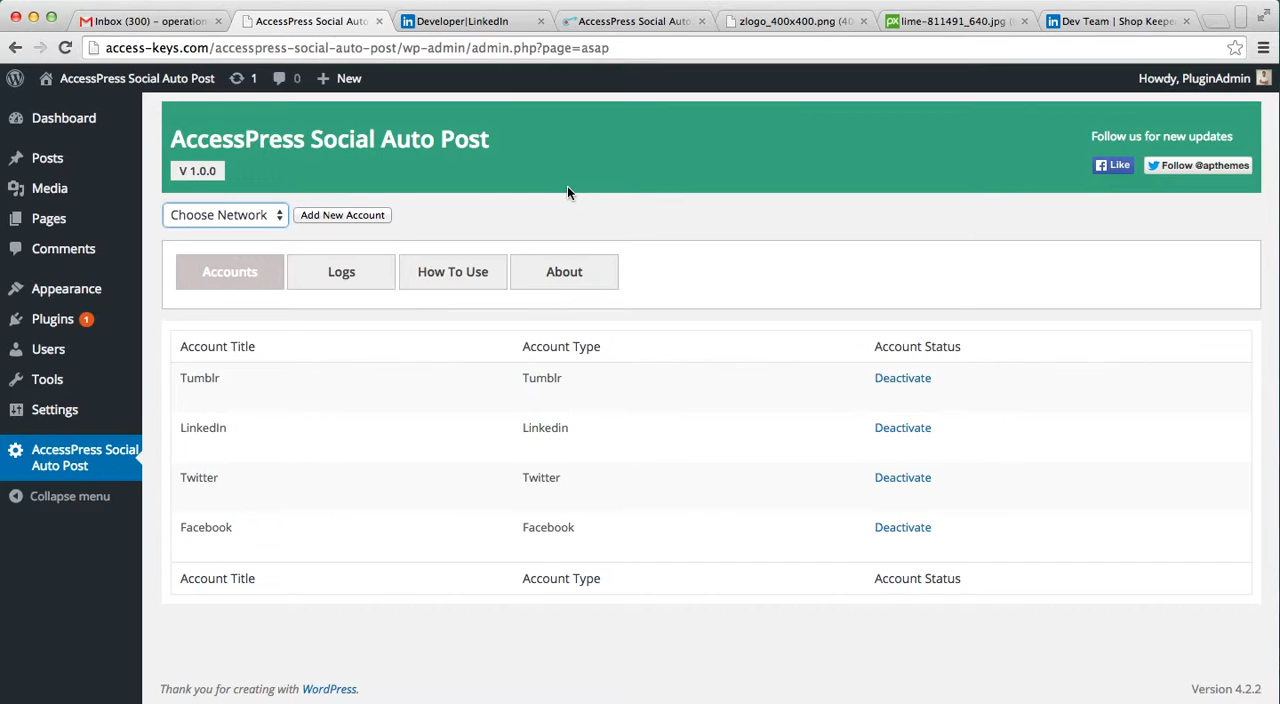 Inbox (300) – operation
AccessPress Social Auto
Developer|LinkedIn
AccessPress Social Auto
zlogo_400x400.png (40
lime-811491_640.jpg (
Dev Team | Shop Keepe
access-keys.com/accesspress-social-auto-post/wp-admin/admin.php?page=asap
AccessPress Social Auto Post
1
0
New
Howdy, PluginAdmin
Dashboard
Posts
Media
Pages
Comments
Appearance
Plugins 1
Users
Tools
Settings
AccessPress Social
Auto Post
Collapse menu
AccessPress Social Auto Post
V 1.0.0
Follow us for new updates
Like
Follow @apthemes
Choose Network
Add New Account
Accounts
Logs
How To Use
About
Account Title Account Type Account Status
Tumblr Tumblr Deactivate
LinkedIn Linkedin Deactivate
Twitter Twitter Deactivate
Facebook Facebook Deactivate
Account Title Account Type Account Status
Thank you for creating with WordPress.
Version 4.2.2